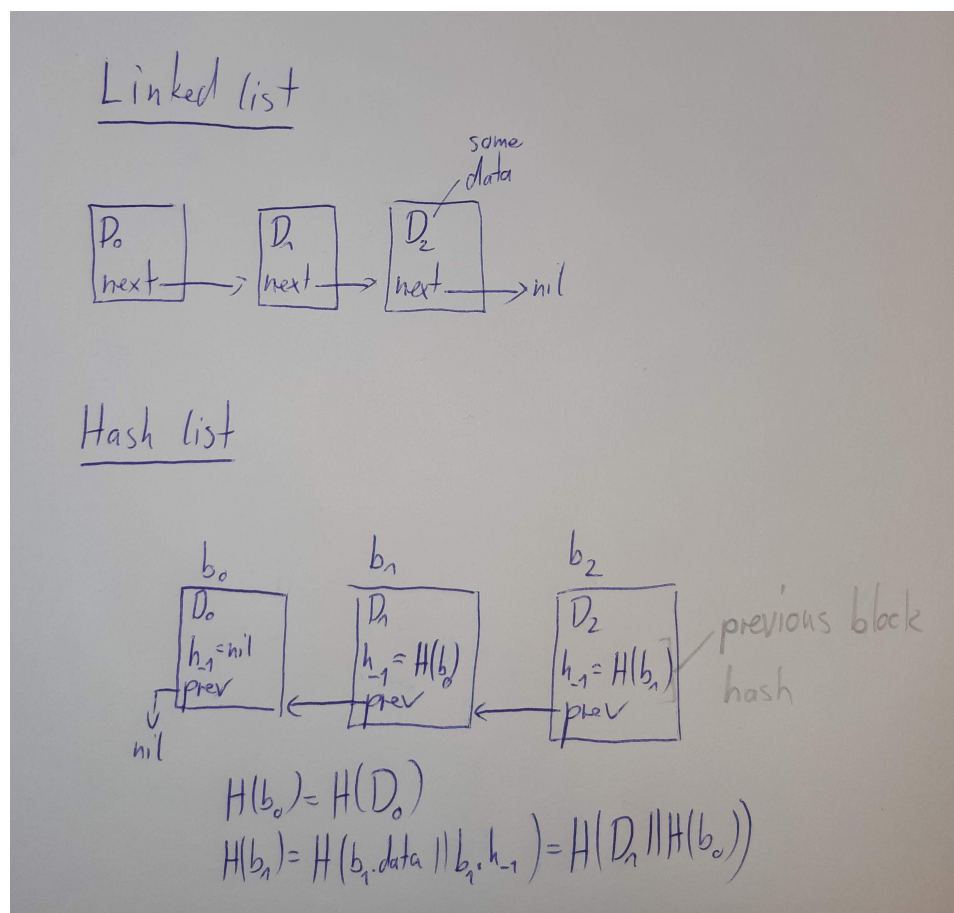 Linked list
some
data
D₀ D₁ D₂
next next next nil
Hash list
b₀ b₁ b₂
D₀ D₁ D₂
previous block
h₋₁=nil h₋₁=H(b₀) h₋₁=H(b₁)
hash
prev prev prev
nil
H(b₀)=H(D₀)
H(b₁)=H(b₁.data||b₁.h₋₁)=H(D₁||H(b₀))